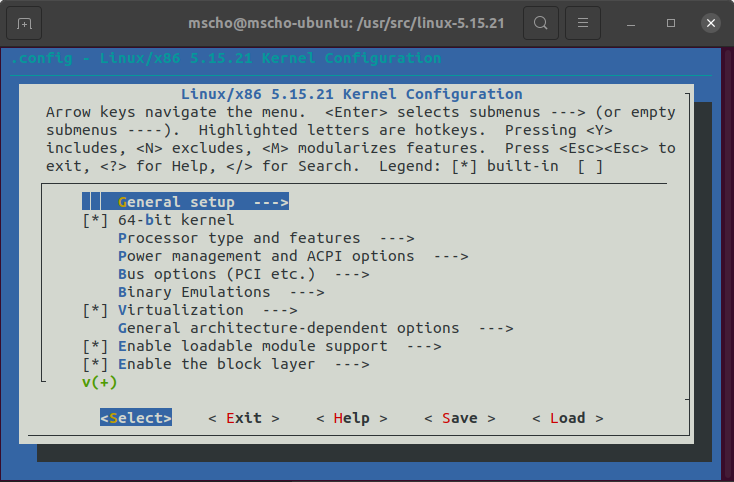 mscho@mscho-ubuntu: /usr/src/linux-5.15.21
.config - Linux/x86 5.15.21 Kernel Configuration
Linux/x86 5.15.21 Kernel Configuration
Arrow keys navigate the menu.  <Enter> selects submenus ---> (or empty
submenus ----).  Highlighted letters are hotkeys.  Pressing <Y>
includes, <N> excludes, <M> modularizes features.  Press <Esc><Esc> to
exit, <?> for Help, </> for Search.  Legend: [*] built-in  [ ]
General setup  --->
[*] 64-bit kernel
Processor type and features  --->
Power management and ACPI options  --->
Bus options (PCI etc.)  --->
Binary Emulations  --->
[*] Virtualization  --->
General architecture-dependent options  --->
[*] Enable loadable module support  --->
[*] Enable the block layer  --->
v(+)
<Select>    < Exit >    < Help >    < Save >    < Load >